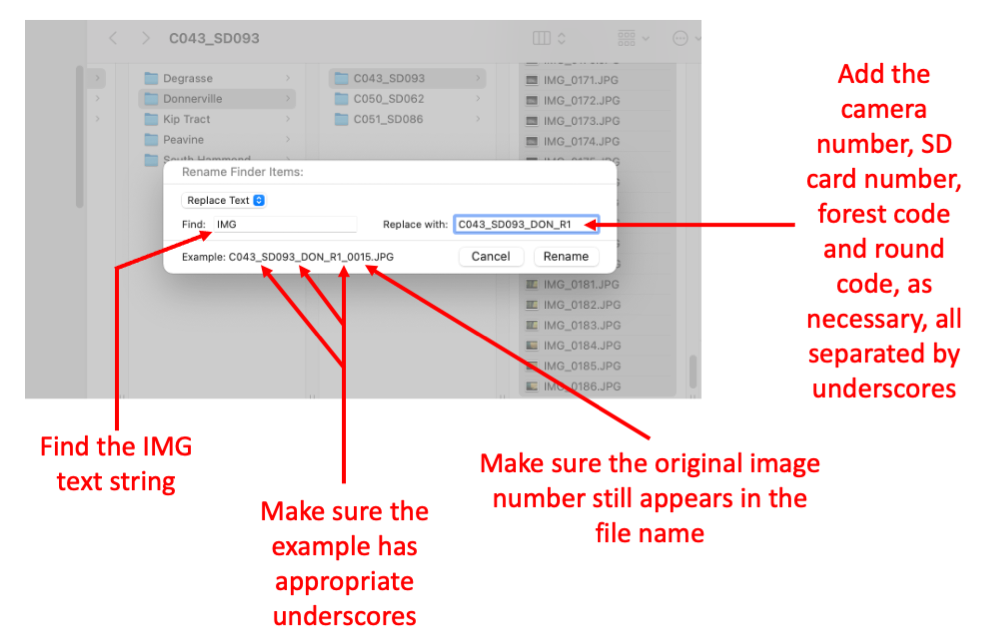 C043_SD093
Degrasse
Donnerville
Kip Tract
Peavine
South Hammond
C043_SD093
C050_SD062
C051_SD086
IMG_0171.JPG
IMG_0172.JPG
IMG_0173.JPG
IMG_0174.JPG
Rename Finder Items:
Replace Text
Find: IMG
Replace with: C043_SD093_DON_R1
Example: C043_SD093_DON_R1_0015.JPG
Cancel
Rename
IMG_0181.JPG
IMG_0182.JPG
IMG_0183.JPG
IMG_0184.JPG
IMG_0185.JPG
IMG_0186.JPG
Add the
camera
number, SD
card number,
forest code
and round
code, as
necessary, all
separated by
underscores
Find the IMG
text string
Make sure the
example has
appropriate
underscores
Make sure the original image
number still appears in the
file name